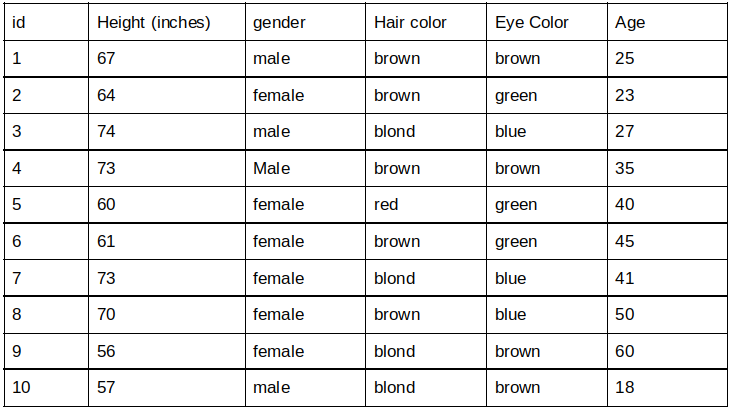 id Height (inches) gender Hair color Eye Color Age
1 67 male brown brown 25
2 64 female brown green 23
3 74 male blond blue 27
4 73 Male brown brown 35
5 60 female red green 40
6 61 female brown green 45
7 73 female blond blue 41
8 70 female brown blue 50
9 56 female blond brown 60
10 57 male blond brown 18